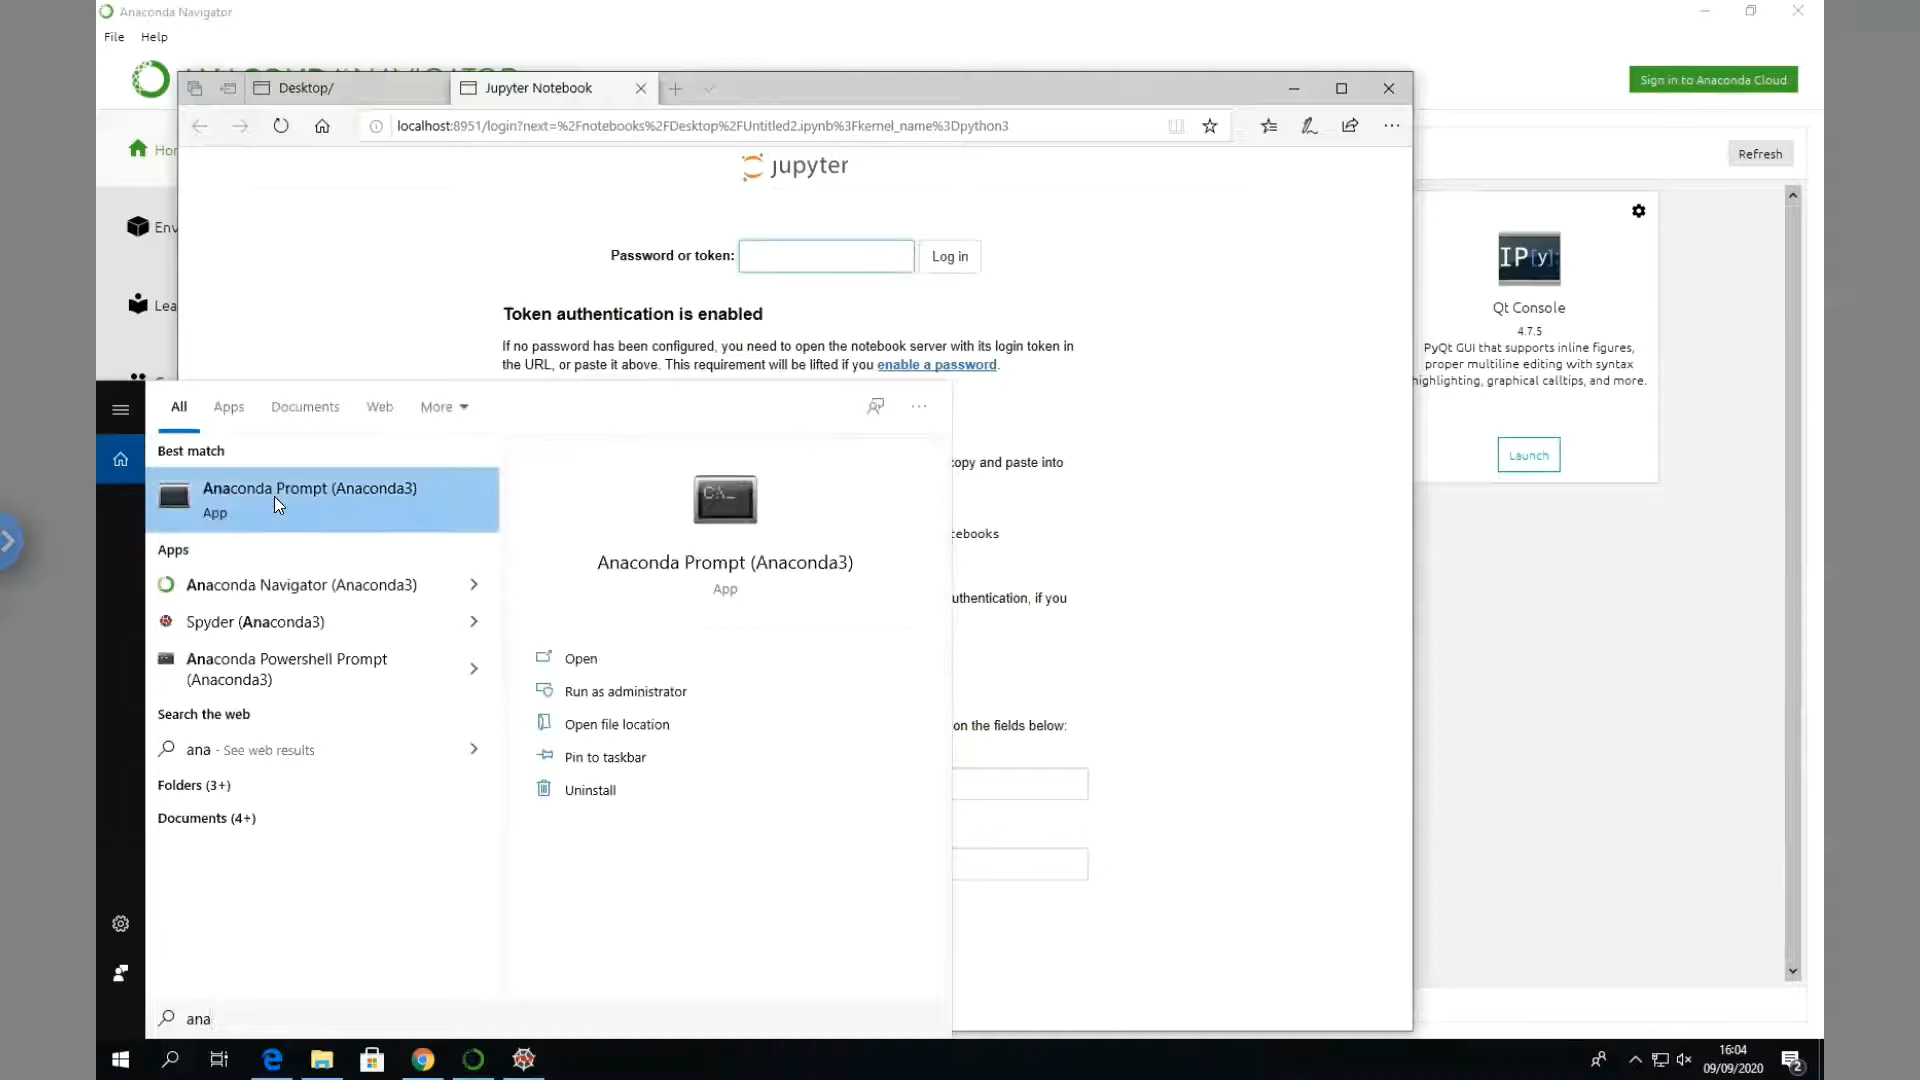 Anaconda Navigator
File
Help
Sign in to Anaconda Cloud
Desktop/
Jupyter Notebook
localhost:8951/login?next=%2Fnotebooks%2FDesktop%2FUntitled2.ipynb%3Fkernel_name%3Dpython3
Refresh
jupyter
Password or token:
Log in
Token authentication is enabled
If no password has been configured, you need to open the notebook server with its login token in
the URL, or paste it above. This requirement will be lifted if you enable a password.
IP[y]:
Qt Console
4.7.5
PyQt GUI that supports inline figures,
proper multiline editing with syntax
highlighting, graphical calltips, and more.
Launch
All
Apps
Documents
Web
More
Best match
Anaconda Prompt (Anaconda3)
App
Apps
Anaconda Navigator (Anaconda3)
Spyder (Anaconda3)
Anaconda Powershell Prompt
(Anaconda3)
Search the web
ana - See web results
Folders (3+)
Documents (4+)
Anaconda Prompt (Anaconda3)
App
Open
Run as administrator
Open file location
Pin to taskbar
Uninstall
copy and paste into
on the fields below:
ana
16:04
09/09/2020
2